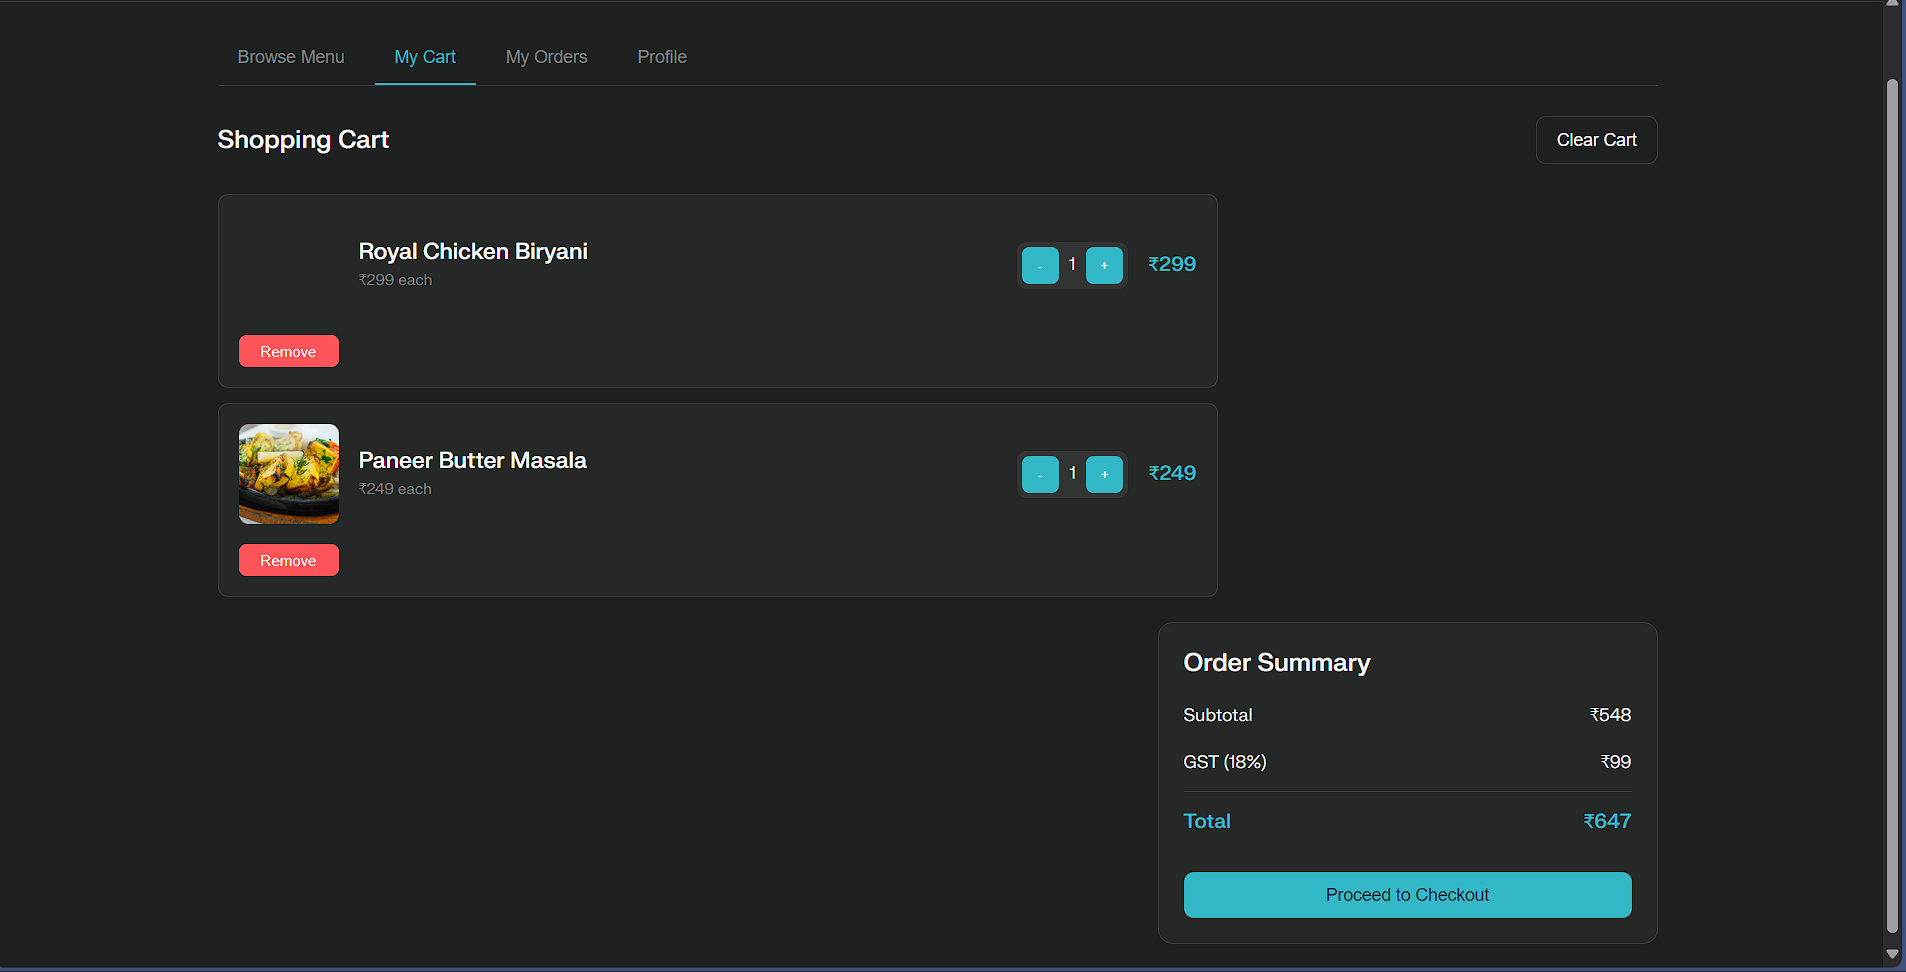 Browse Menu My Cart My Orders Profile
Shopping Cart
Clear Cart
Royal Chicken Biryani
₹299 each
- 1 + ₹299
Remove
Paneer Butter Masala
₹249 each
- 1 + ₹249
Remove
Order Summary
Subtotal ₹548
GST (18%) ₹99
Total ₹647
Proceed to Checkout